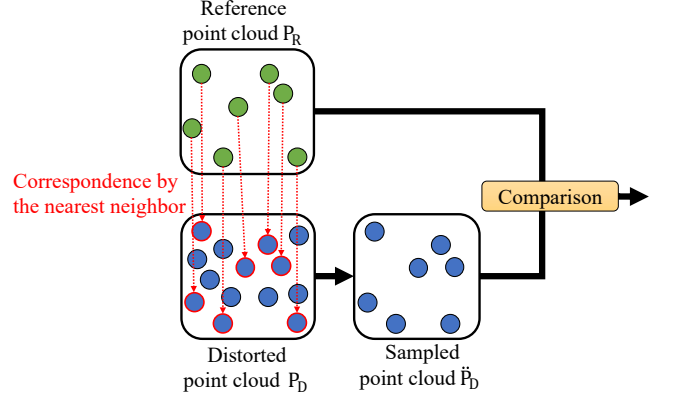 Reference
point cloud P_R
Correspondence by
the nearest neighbor
Comparison
Distorted
point cloud P_D
Sampled
point cloud P̈_D